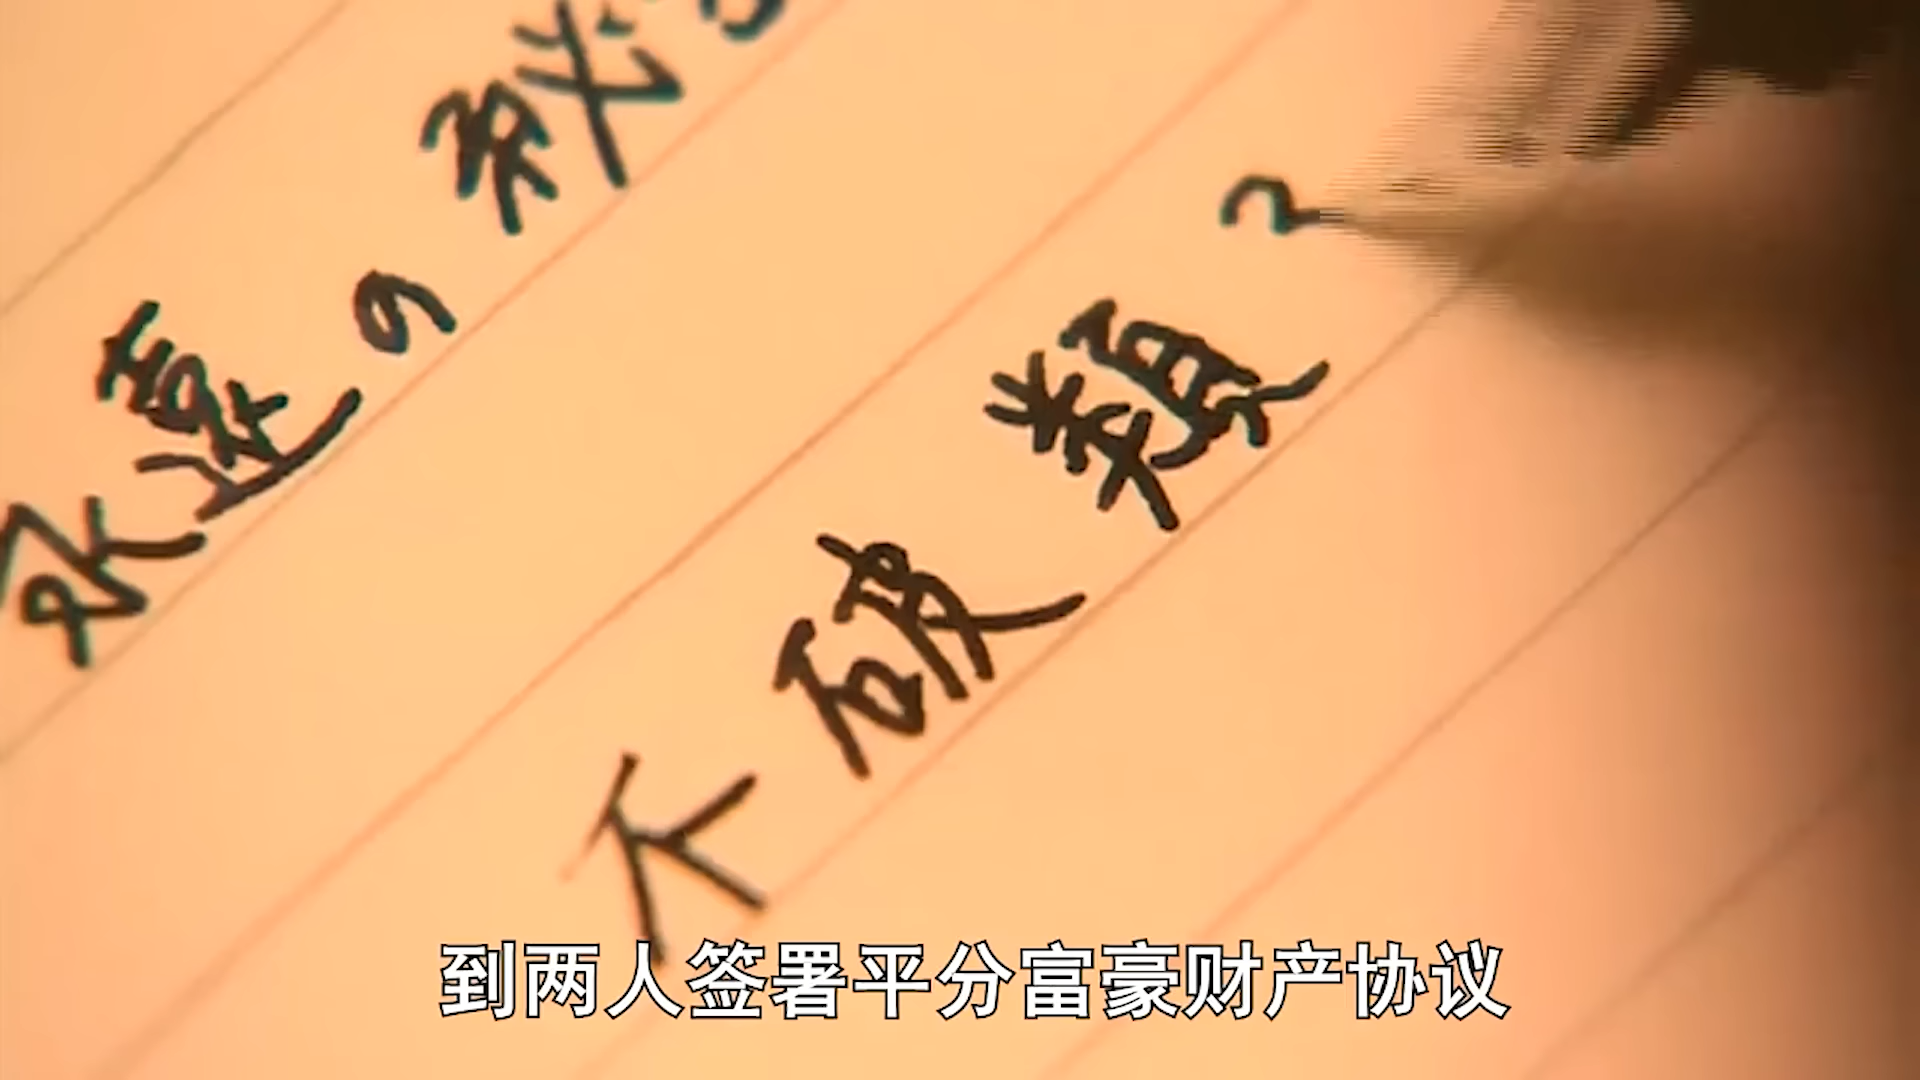 永遠の秘
不破類
到两人签署平分富豪财产协议